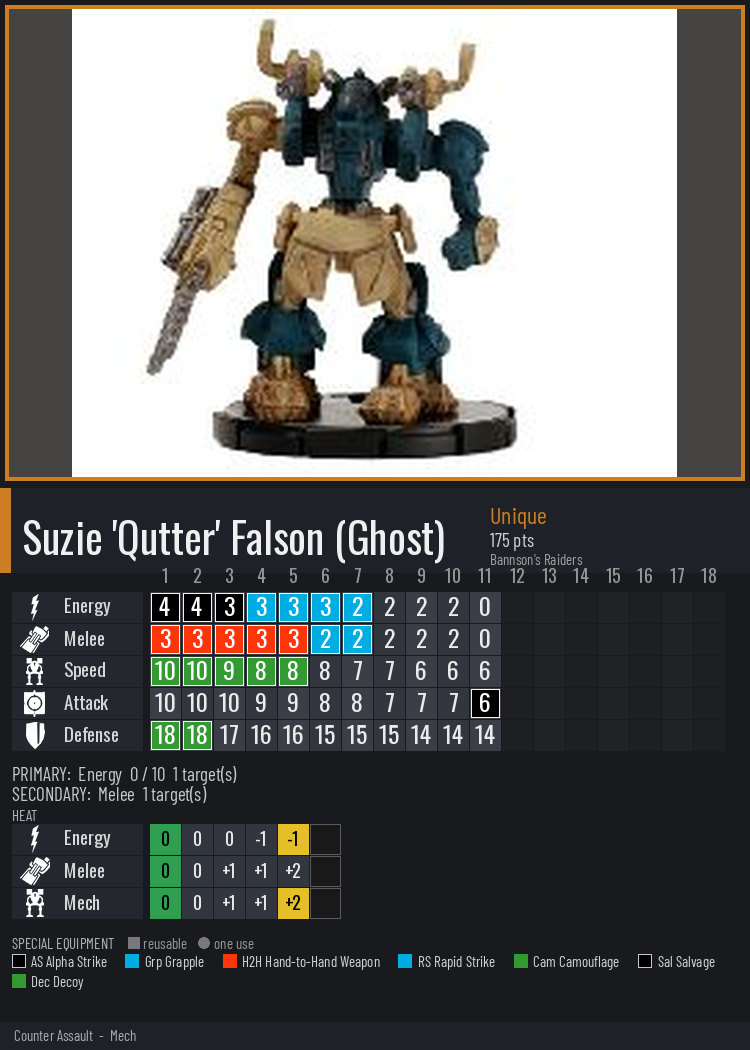 Suzie 'Qutter' Falson (Ghost)
Unique
175 pts
Bannson's Raiders
1 2 3 4 5 6 7 8 9 10 11 12 13 14 15 16 17 18
Energy 4 4 3 3 3 3 2 2 2 2 0
Melee 3 3 3 3 3 2 2 2 2 2 0
Speed 10 10 9 8 8 8 7 7 6 6 6
Attack 10 10 10 9 9 8 8 7 7 7 6
Defense 18 18 17 16 16 15 15 15 14 14 14
PRIMARY: Energy 0 / 10 1 target(s)
SECONDARY: Melee 1 target(s)
HEAT
Energy 0 0 0 -1 -1
Melee 0 0 +1 +1 +2
Mech 0 0 +1 +1 +2
SPECIAL EQUIPMENT reusable one use
AS Alpha Strike Grp Grapple H2H Hand-to-Hand Weapon RS Rapid Strike Cam Camouflage Sal Salvage
Dec Decoy
Counter Assault - Mech